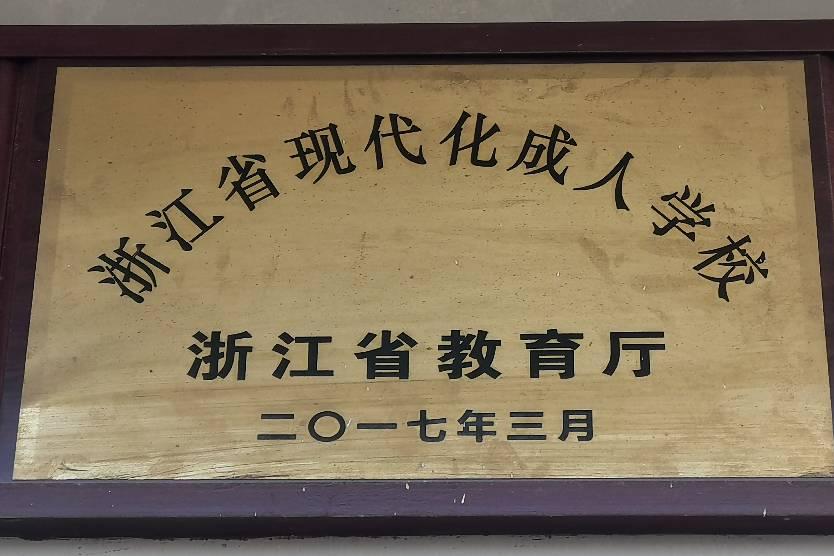 浙江省现代化成人学校
浙江省教育厅
二〇一七年三月